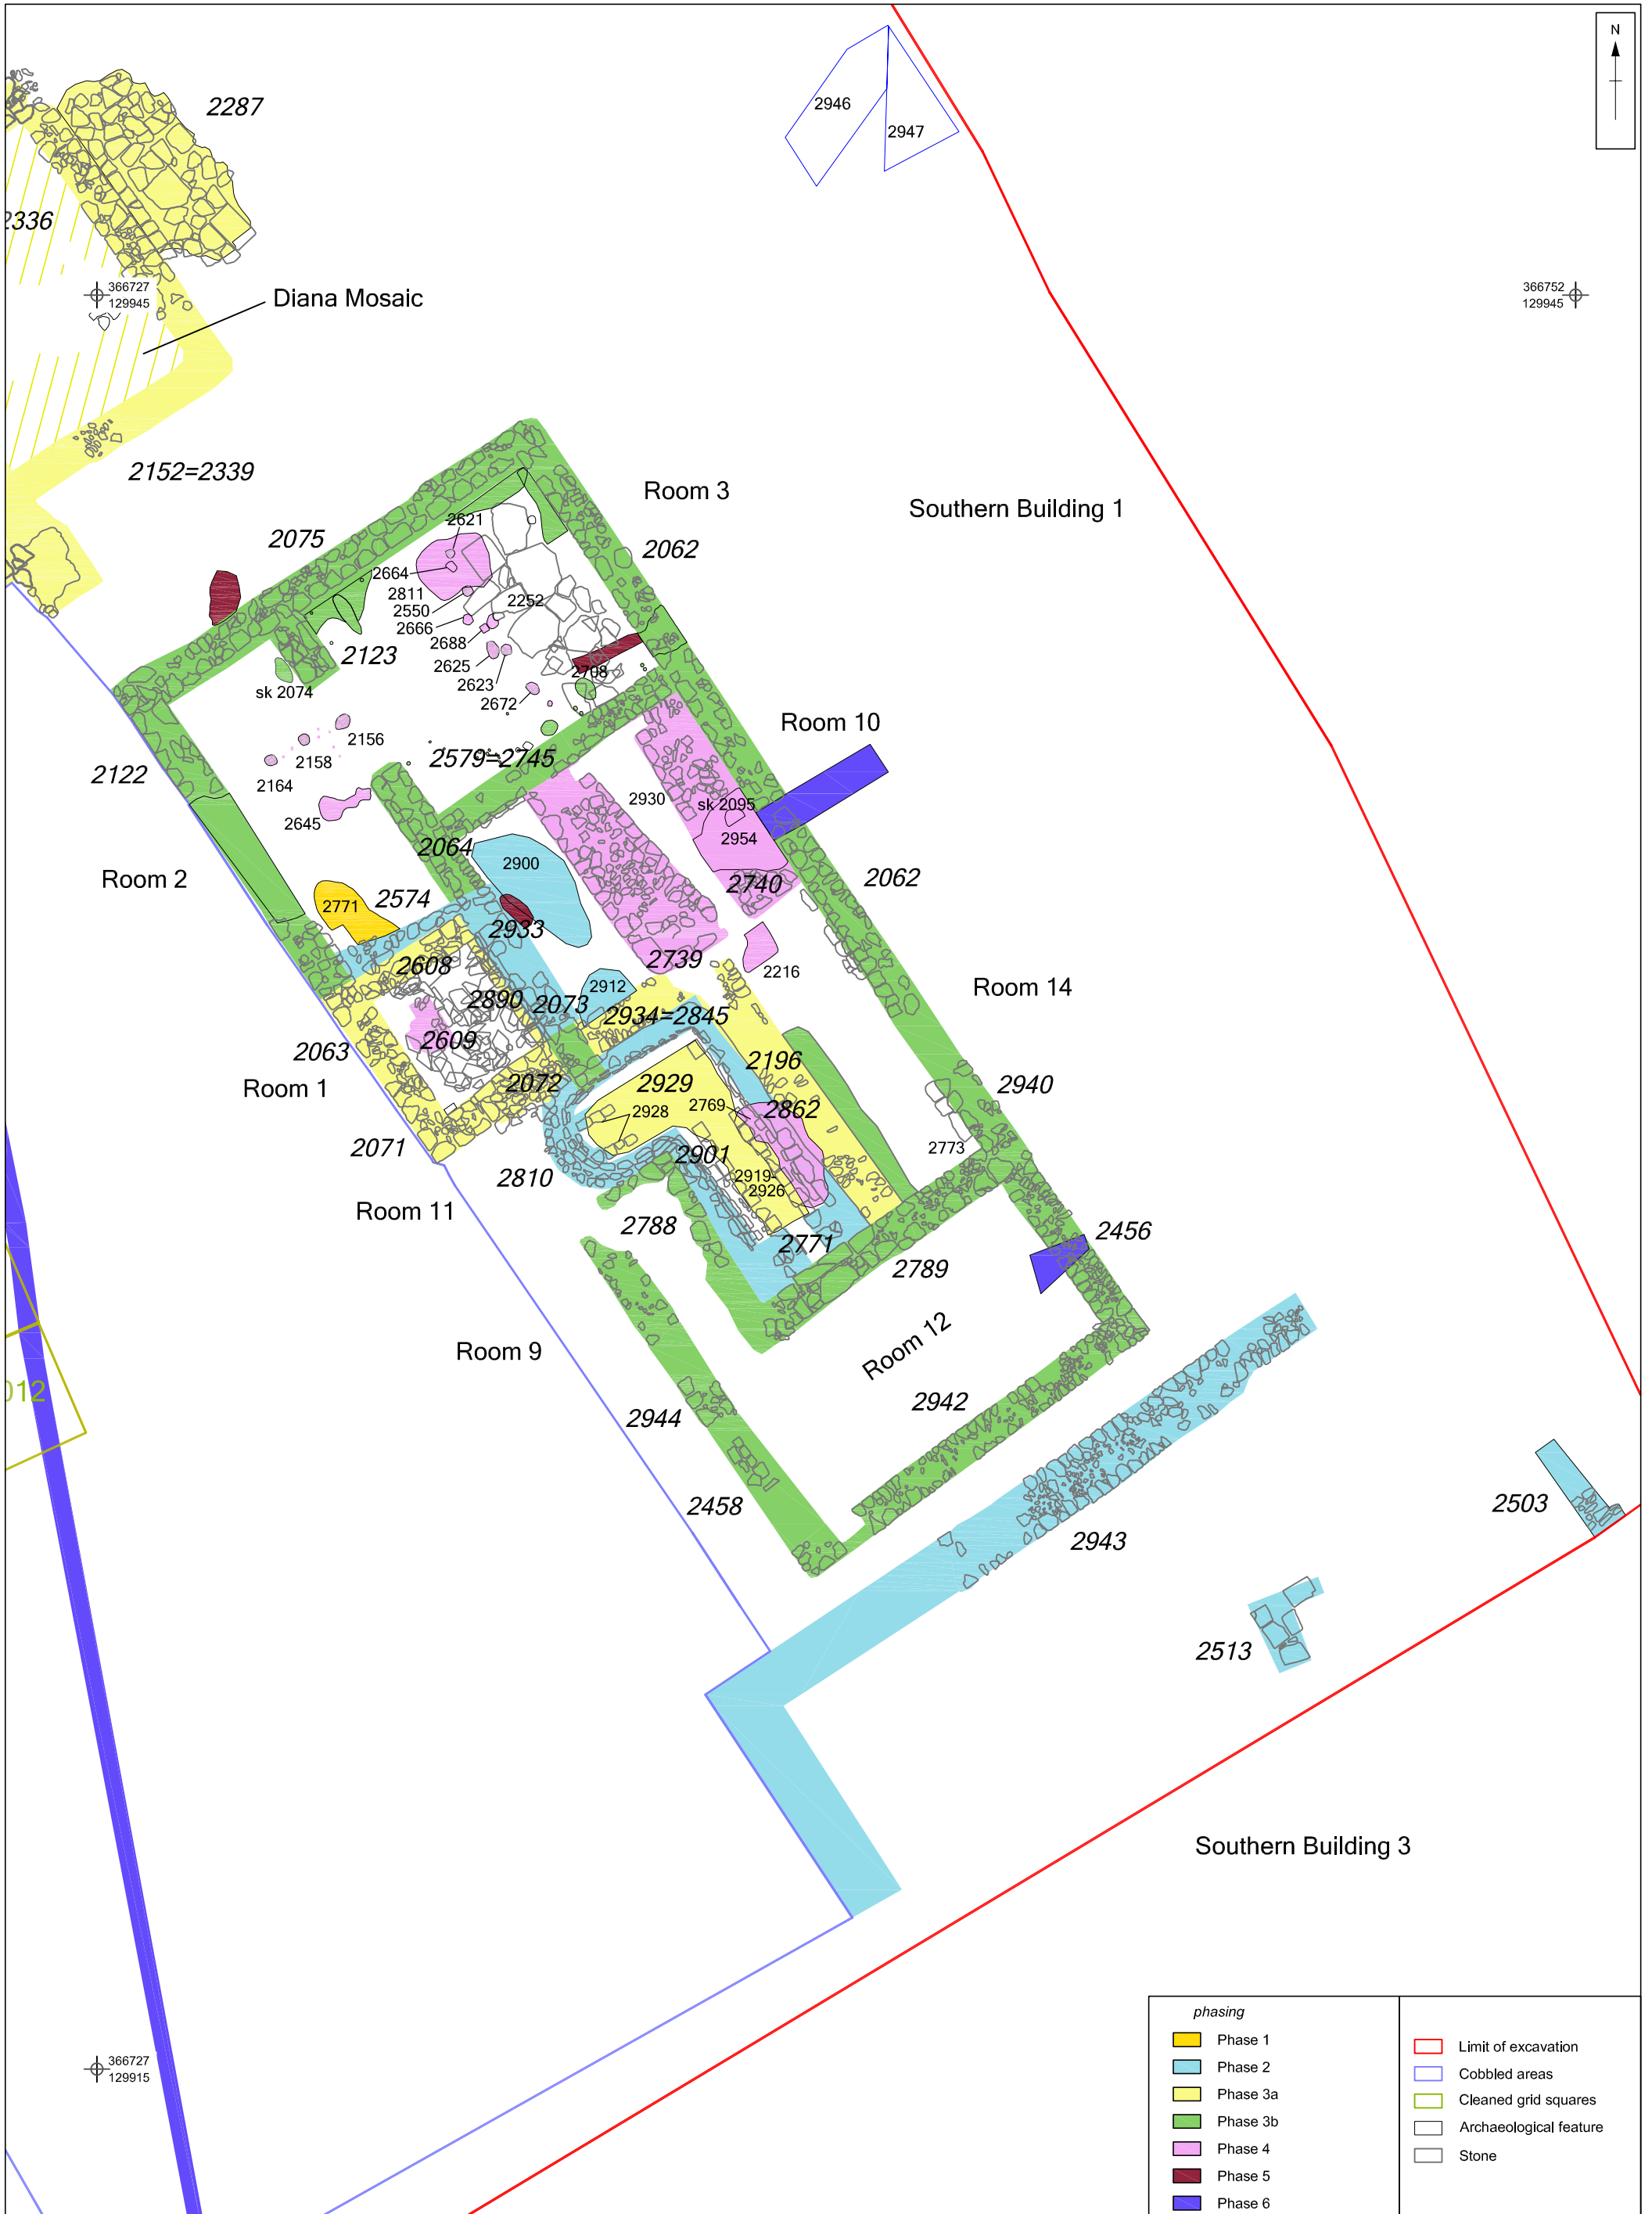 N
2946
2947
2287
2336
366727
129945
Diana Mosaic
366752
129945
2152=2339
Room 3
Southern Building 1
2075
2621
2062
2664
2811
2550
2252
2666
2688
2123
2625
2708
sk 2074
2623
2672
Room 10
2156
2158
2579=2745
2122
2164
2645
2930
sk 2095
2954
2064
2900
Room 2
2740
2062
2771
2574
2933
2739
2608
2216
2912
Room 14
2890
2073
2934=2845
2609
2063
2196
Room 1
2072
2929
2940
2769
2862
2928
2071
2773
2901
2810
2919-
2926
Room 11
2788
2771
2456
2789
Room 12
Room 9
012
2942
2944
2458
2503
2943
2513
Southern Building 3
366727
129915
phasing
Phase 1
Phase 2
Phase 3a
Phase 3b
Phase 4
Phase 5
Phase 6
Limit of excavation
Cobbled areas
Cleaned grid squares
Archaeological feature
Stone